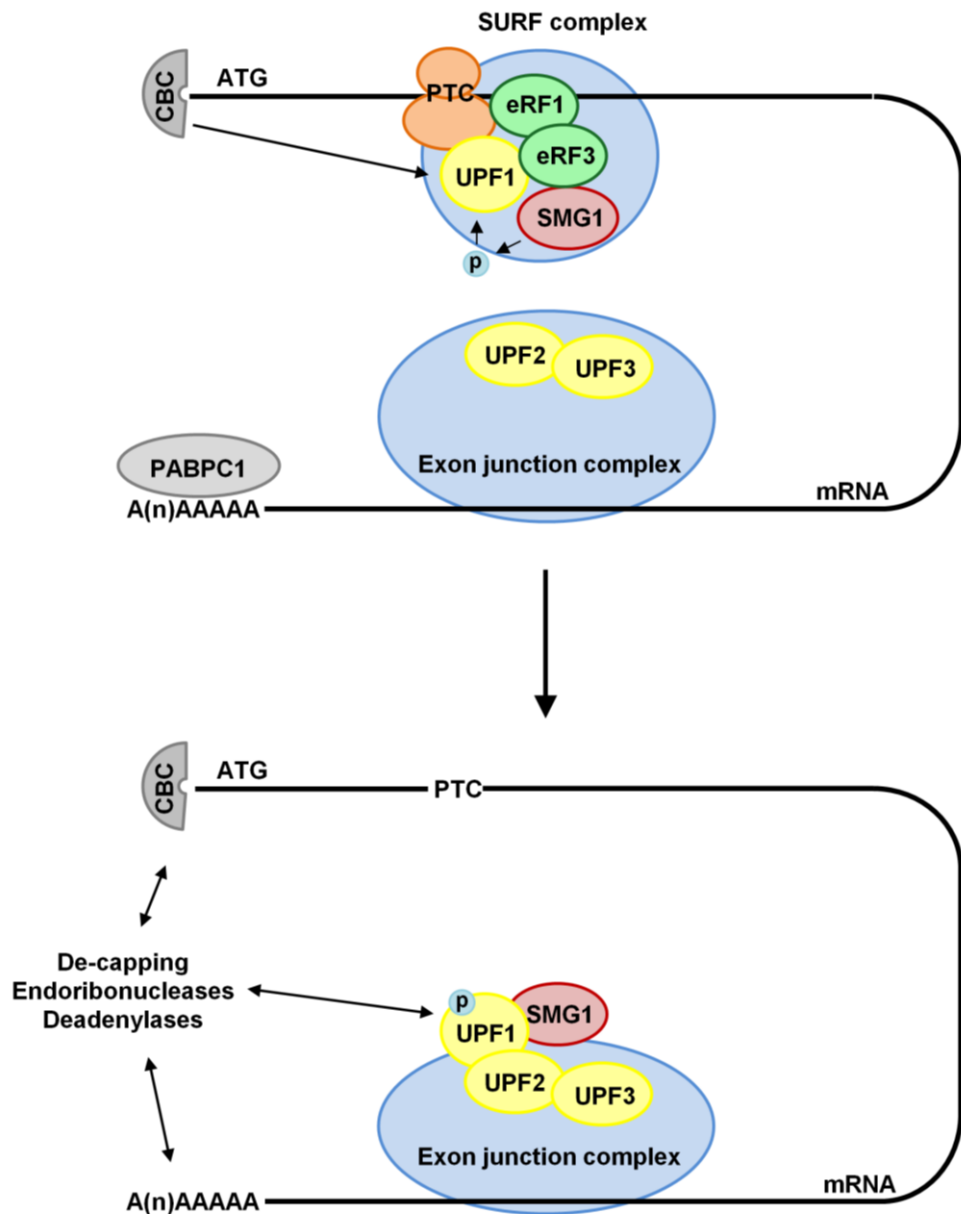 SURF complex
CBC
ATG
PTC
eRF1
eRF3
UPF1
SMG1
p
UPF2
UPF3
Exon junction complex
PABPC1
A(n)AAAAA
mRNA
CBC
ATG
PTC
De-capping
Endoribonucleases
Deadenylases
p
UPF1
SMG1
UPF2
UPF3
Exon junction complex
A(n)AAAAA
mRNA